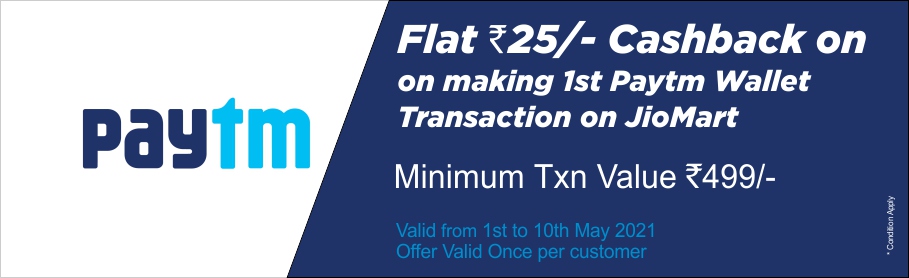 paytm
Flat ₹25/- Cashback on
on making 1st Paytm Wallet
Transaction on JioMart
Minimum Txn Value ₹499/-
Valid from 1st to 10th May 2021
Offer Valid Once per customer
* Condition Apply